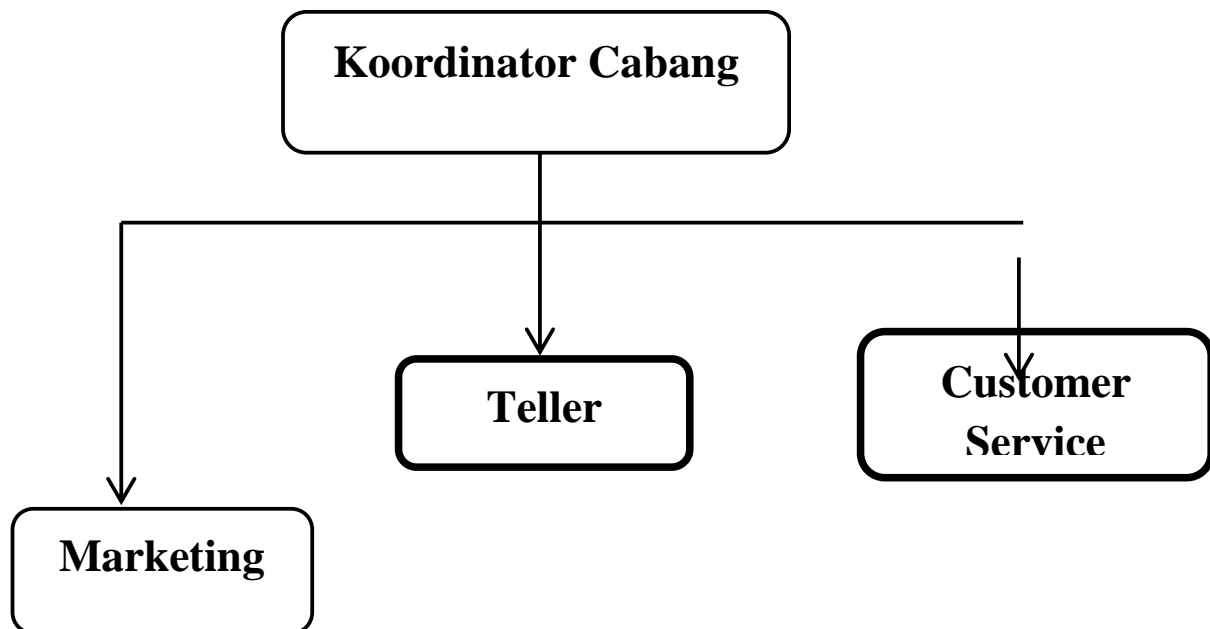 Koordinator Cabang
Teller
Customer
Service
Marketing